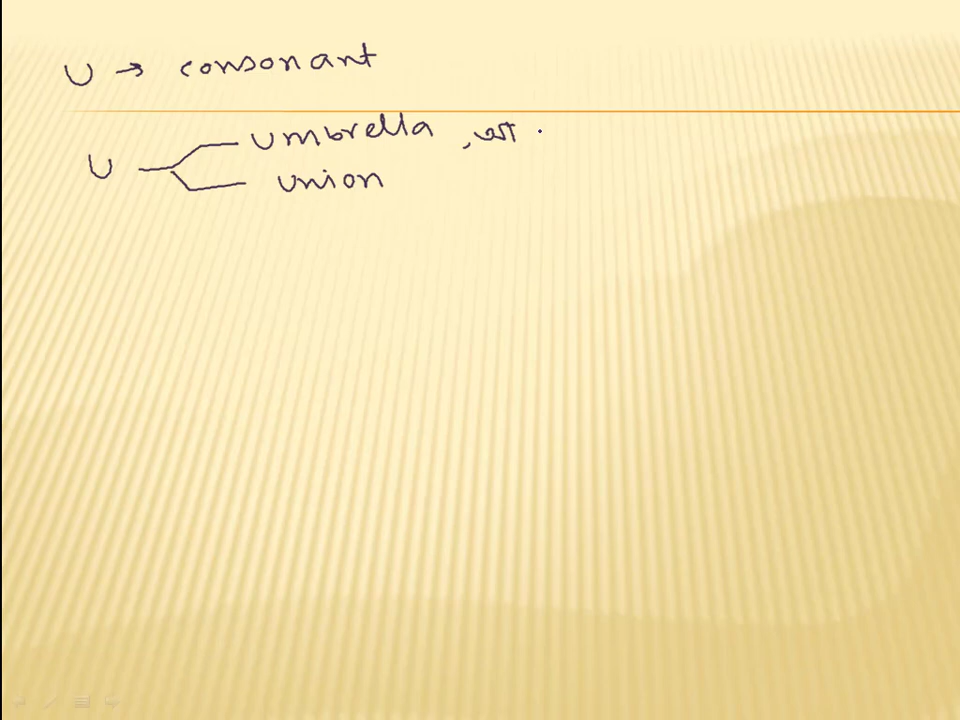 U → consonant
U umbrella ,
union